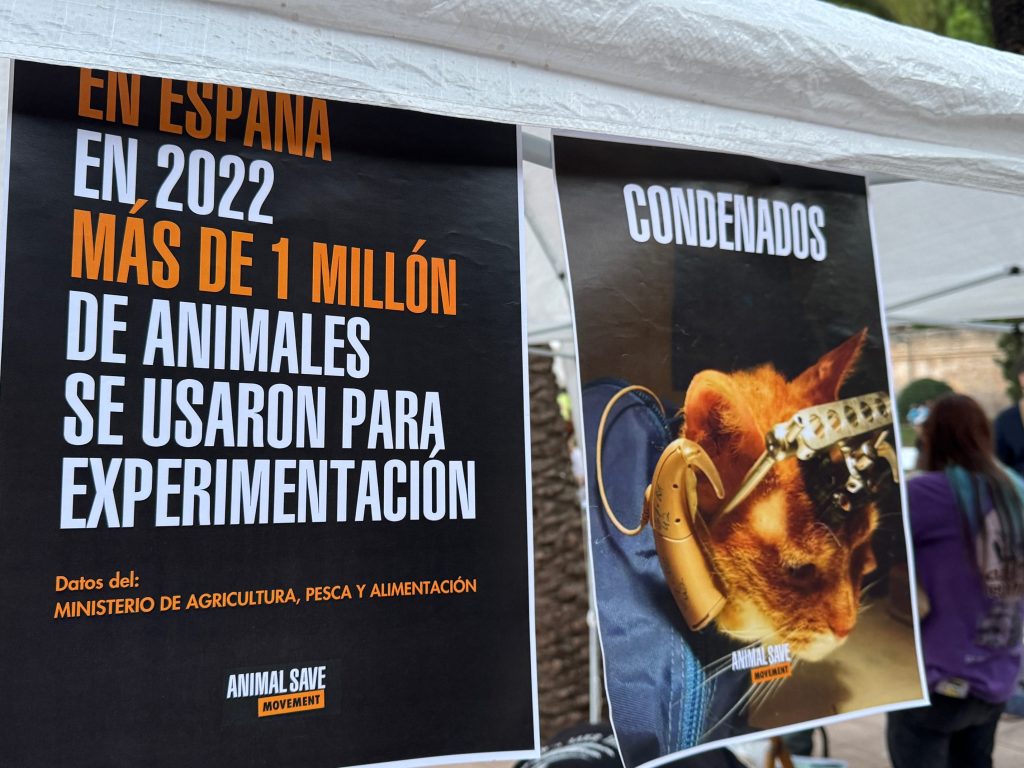 EN ESPAÑA
EN 2022
MÁS DE 1 MILLÓN
DE ANIMALES
SE USARON PARA
EXPERIMENTACIÓN
Datos del:
MINISTERIO DE AGRICULTURA, PESCA Y ALIMENTACIÓN
ANIMAL SAVE
MOVEMENT
CONDENADOS
ANIMAL SAVE
MOVEMENT